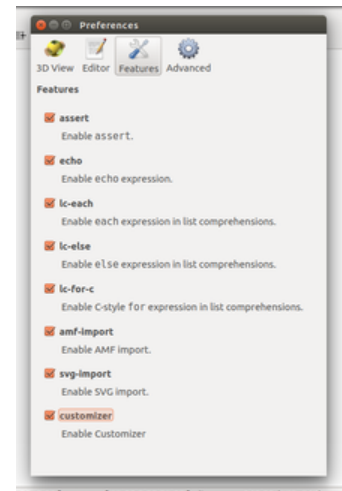 Preferences
3D View Editor Features Advanced
Features
assert
Enable assert.
echo
Enable echo expression.
lc-each
Enable each expression in list comprehensions.
lc-else
Enable else expression in list comprehensions.
lc-for-c
Enable C-style for expression in list comprehensions.
amf-import
Enable AMF import.
svg-import
Enable SVG import.
customizer
Enable Customizer